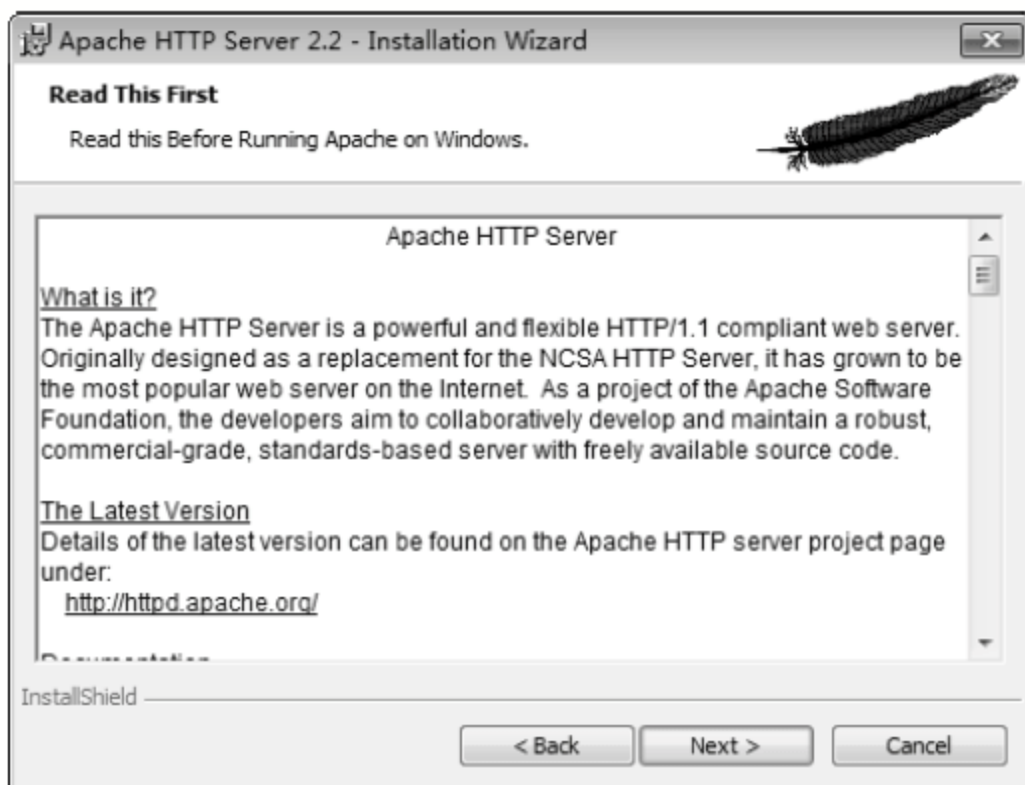 Apache HTTP Server 2.2 - Installation Wizard
Read This First
Read this Before Running Apache on Windows.
Apache HTTP Server
What is it?
The Apache HTTP Server is a powerful and flexible HTTP/1.1 compliant web server.
Originally designed as a replacement for the NCSA HTTP Server, it has grown to be
the most popular web server on the Internet.  As a project of the Apache Software
Foundation, the developers aim to collaboratively develop and maintain a robust,
commercial-grade, standards-based server with freely available source code.
The Latest Version
Details of the latest version can be found on the Apache HTTP server project page
under:
http://httpd.apache.org/
Documentation
InstallShield
< Back
Next >
Cancel